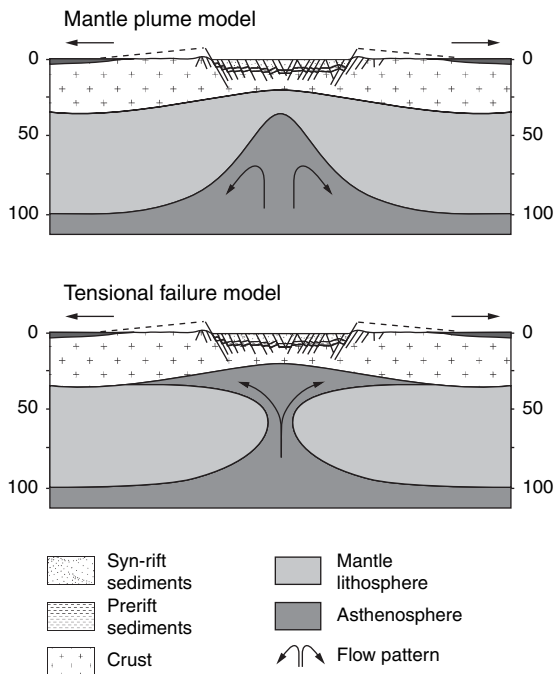 Mantle plume model
0
0
50
50
100
100
Tensional failure model
0
0
50
50
100
100
Syn-rift
sediments
Prerift
sediments
Crust
Mantle
lithosphere
Asthenosphere
Flow pattern